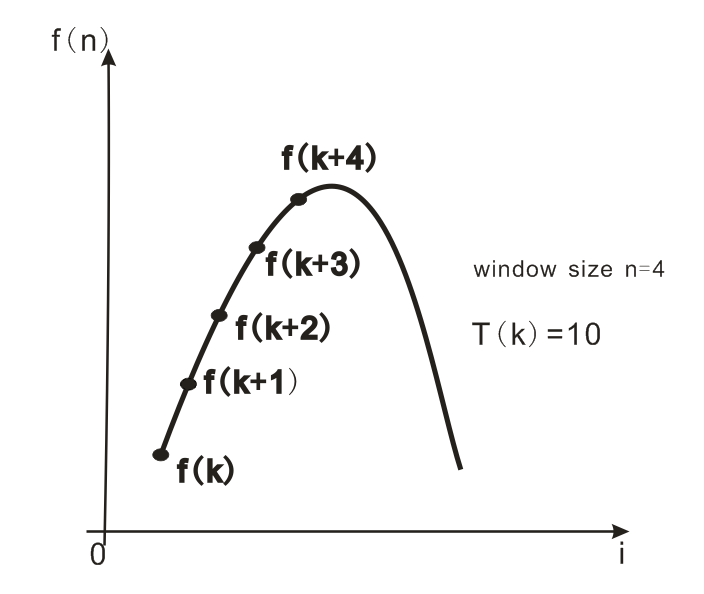 f(n)
f(k+4)
f(k+3)
window size n=4
f(k+2)
T(k)=10
f(k+1)
f(k)
0
i